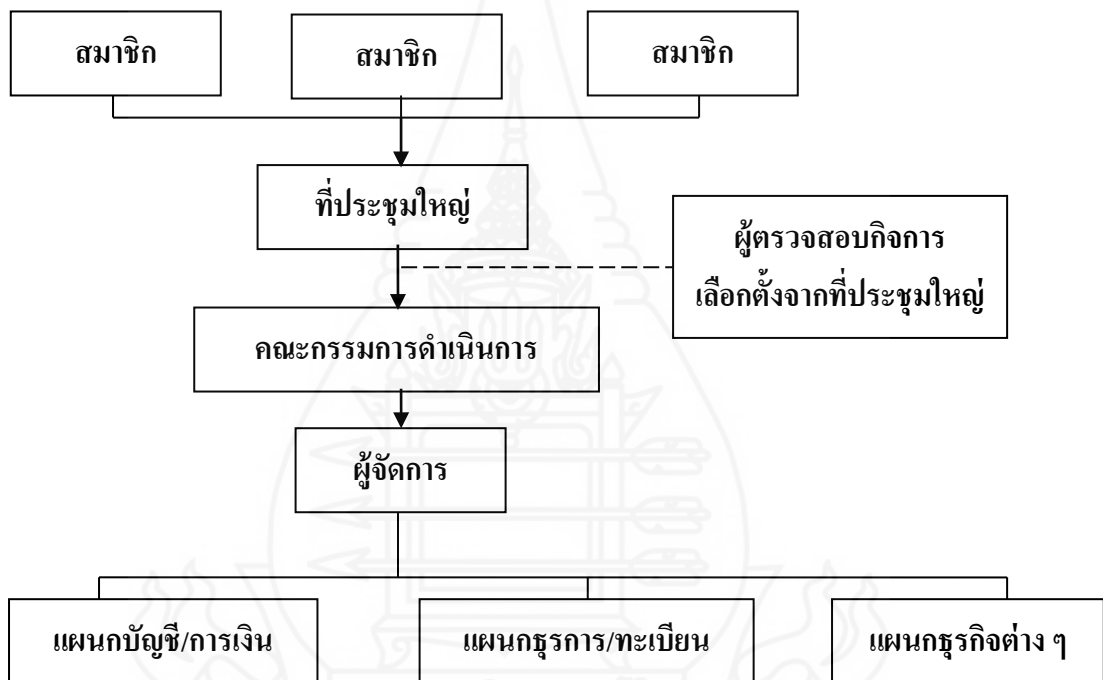 สมาชิก
สมาชิก
สมาชิก
ที่ประชุมใหญ่
ผู้ตรวจสอบกิจการ
เลือกตั้งจากที่ประชุมใหญ่
คณะกรรมการดำเนินการ
ผู้จัดการ
แผนกบัญชี/การเงิน
แผนกธุรการ/ทะเบียน
แผนกธุรกิจต่าง ๆ